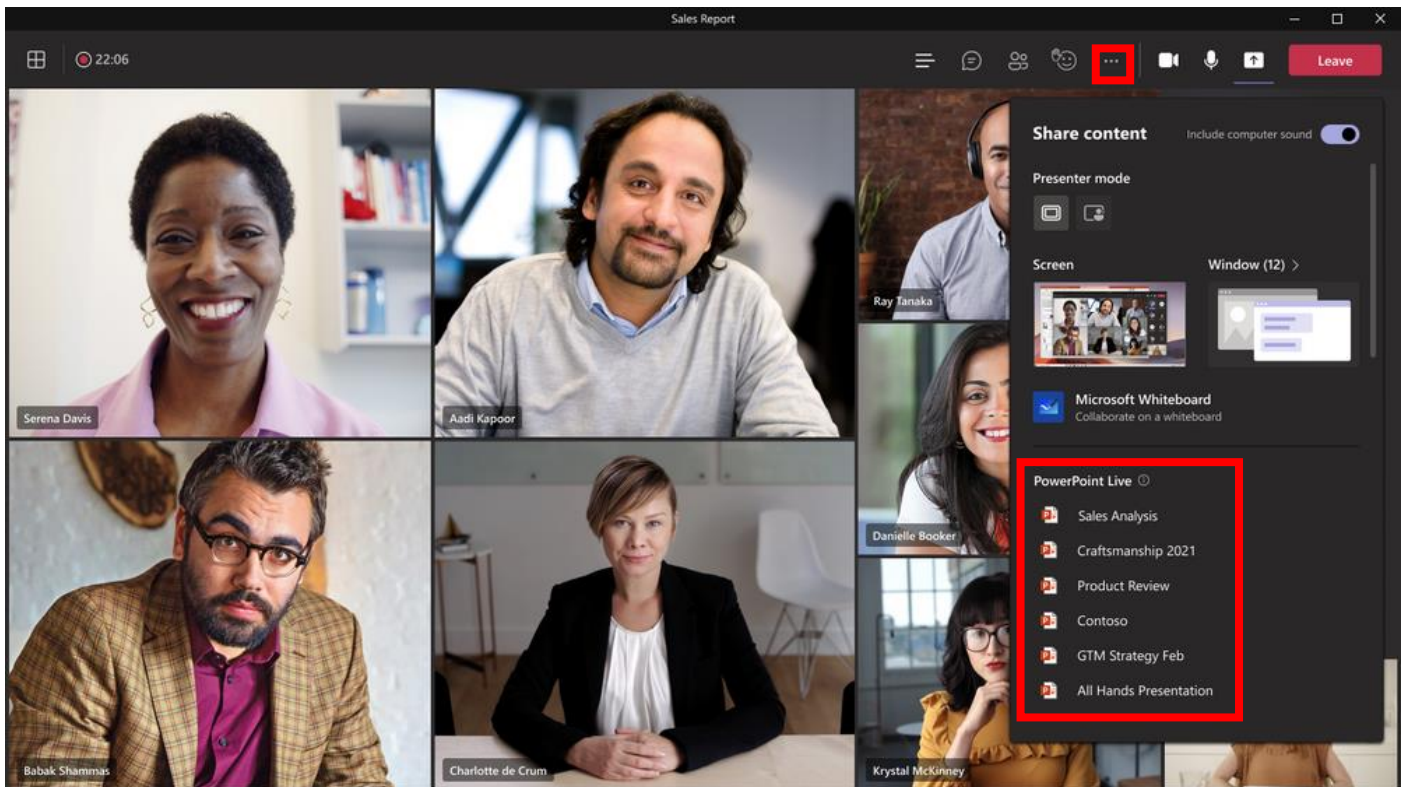 Sales Report
22:06
Leave
Share content
Include computer sound
Presenter mode
Screen
Window (12) >
Microsoft Whiteboard
Collaborate on a whiteboard
PowerPoint Live
Sales Analysis
Craftsmanship 2021
Product Review
Contoso
GTM Strategy Feb
All Hands Presentation
Serena Davis
Aadi Kapoor
Ray Tanaka
Danielle Booker
Babak Shammas
Charlotte de Crum
Krystal McKinney